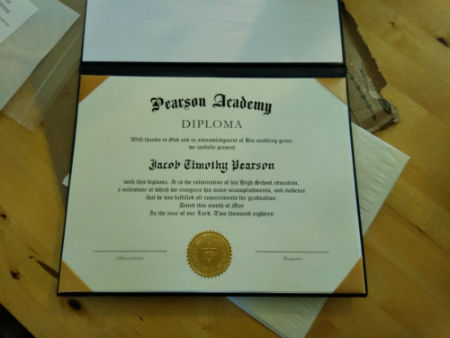 Pearson Academy
DIPLOMA
With thanks to God and in acknowledgment of His enabling grace,
we joyfully present
Jacob Timothy Pearson
with this diploma. It is the culmination of his High School education,
a milestone at which we recognize his many accomplishments, and evidence
that he has fulfilled all requirements for graduation.
Dated this month of May
In the year of our Lord, Two thousand eighteen.
Administrator
Instructor